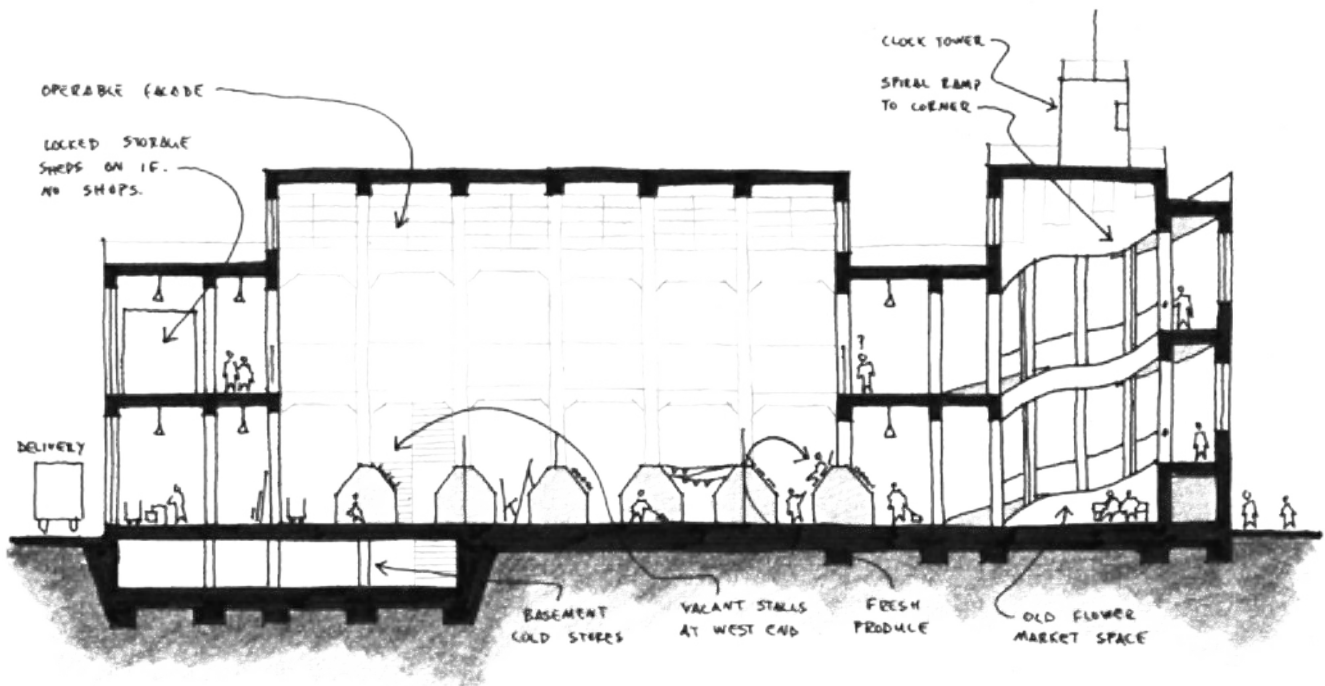 OPERABLE FACADE
LOCKED STORAGE
SHEDS ON 1F.
NO SHOPS.
CLOCK TOWER
SPIRAL RAMP
TO CORNER
?
DELIVERY
BASEMENT
COLD STORES
VACANT STALLS
AT WEST END
FRESH
PRODUCE
OLD FLOWER
MARKET SPACE